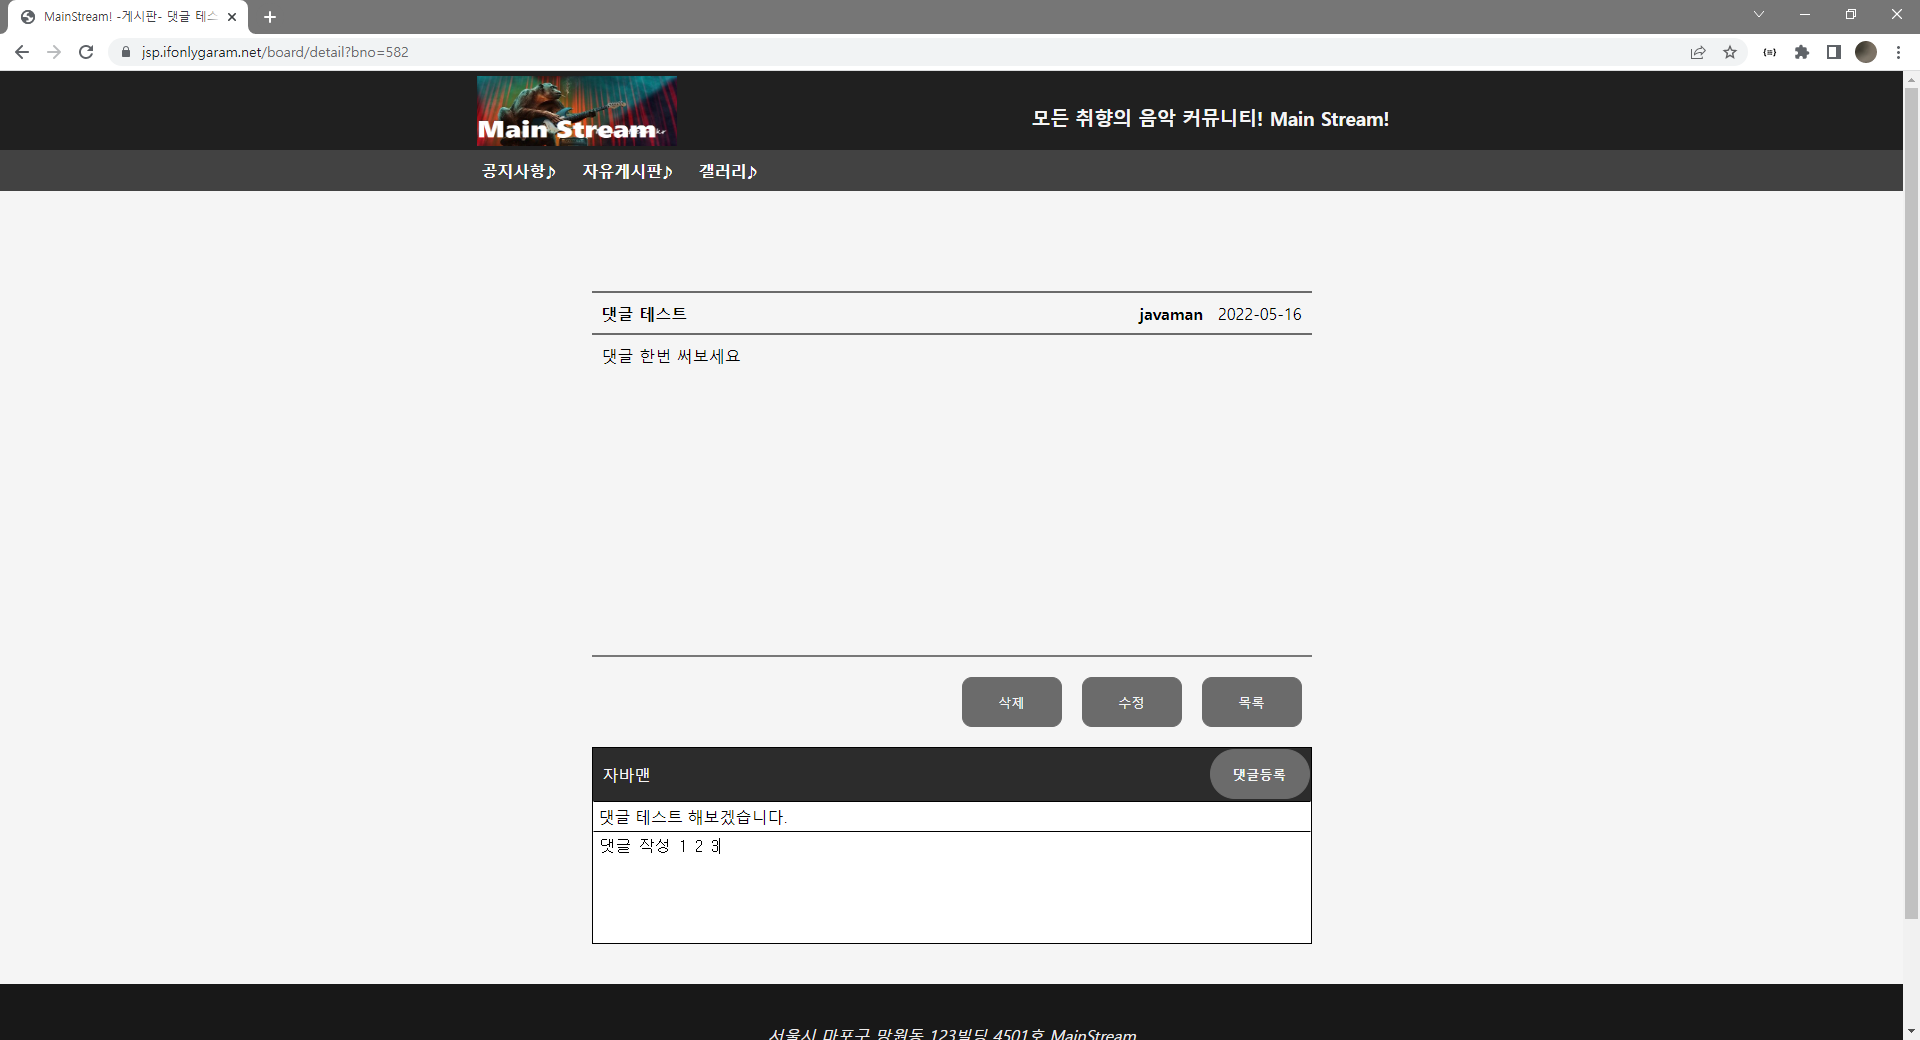 MainStream! -게시판- 댓글 테스
jsp.ifonlygaram.net/board/detail?bno=582
Main Stream
모든 취향의 음악 커뮤니티! Main Stream!
공지사항♪ 자유게시판♪ 갤러리♪
댓글 테스트 javaman 2022-05-16
댓글 한번 써보세요
삭제 수정 목록
자바맨 댓글등록
댓글 테스트 해보겠습니다.
댓글 작성 1 2 3
서울시 마포구 망원동 123빌딩 4501호 MainStream